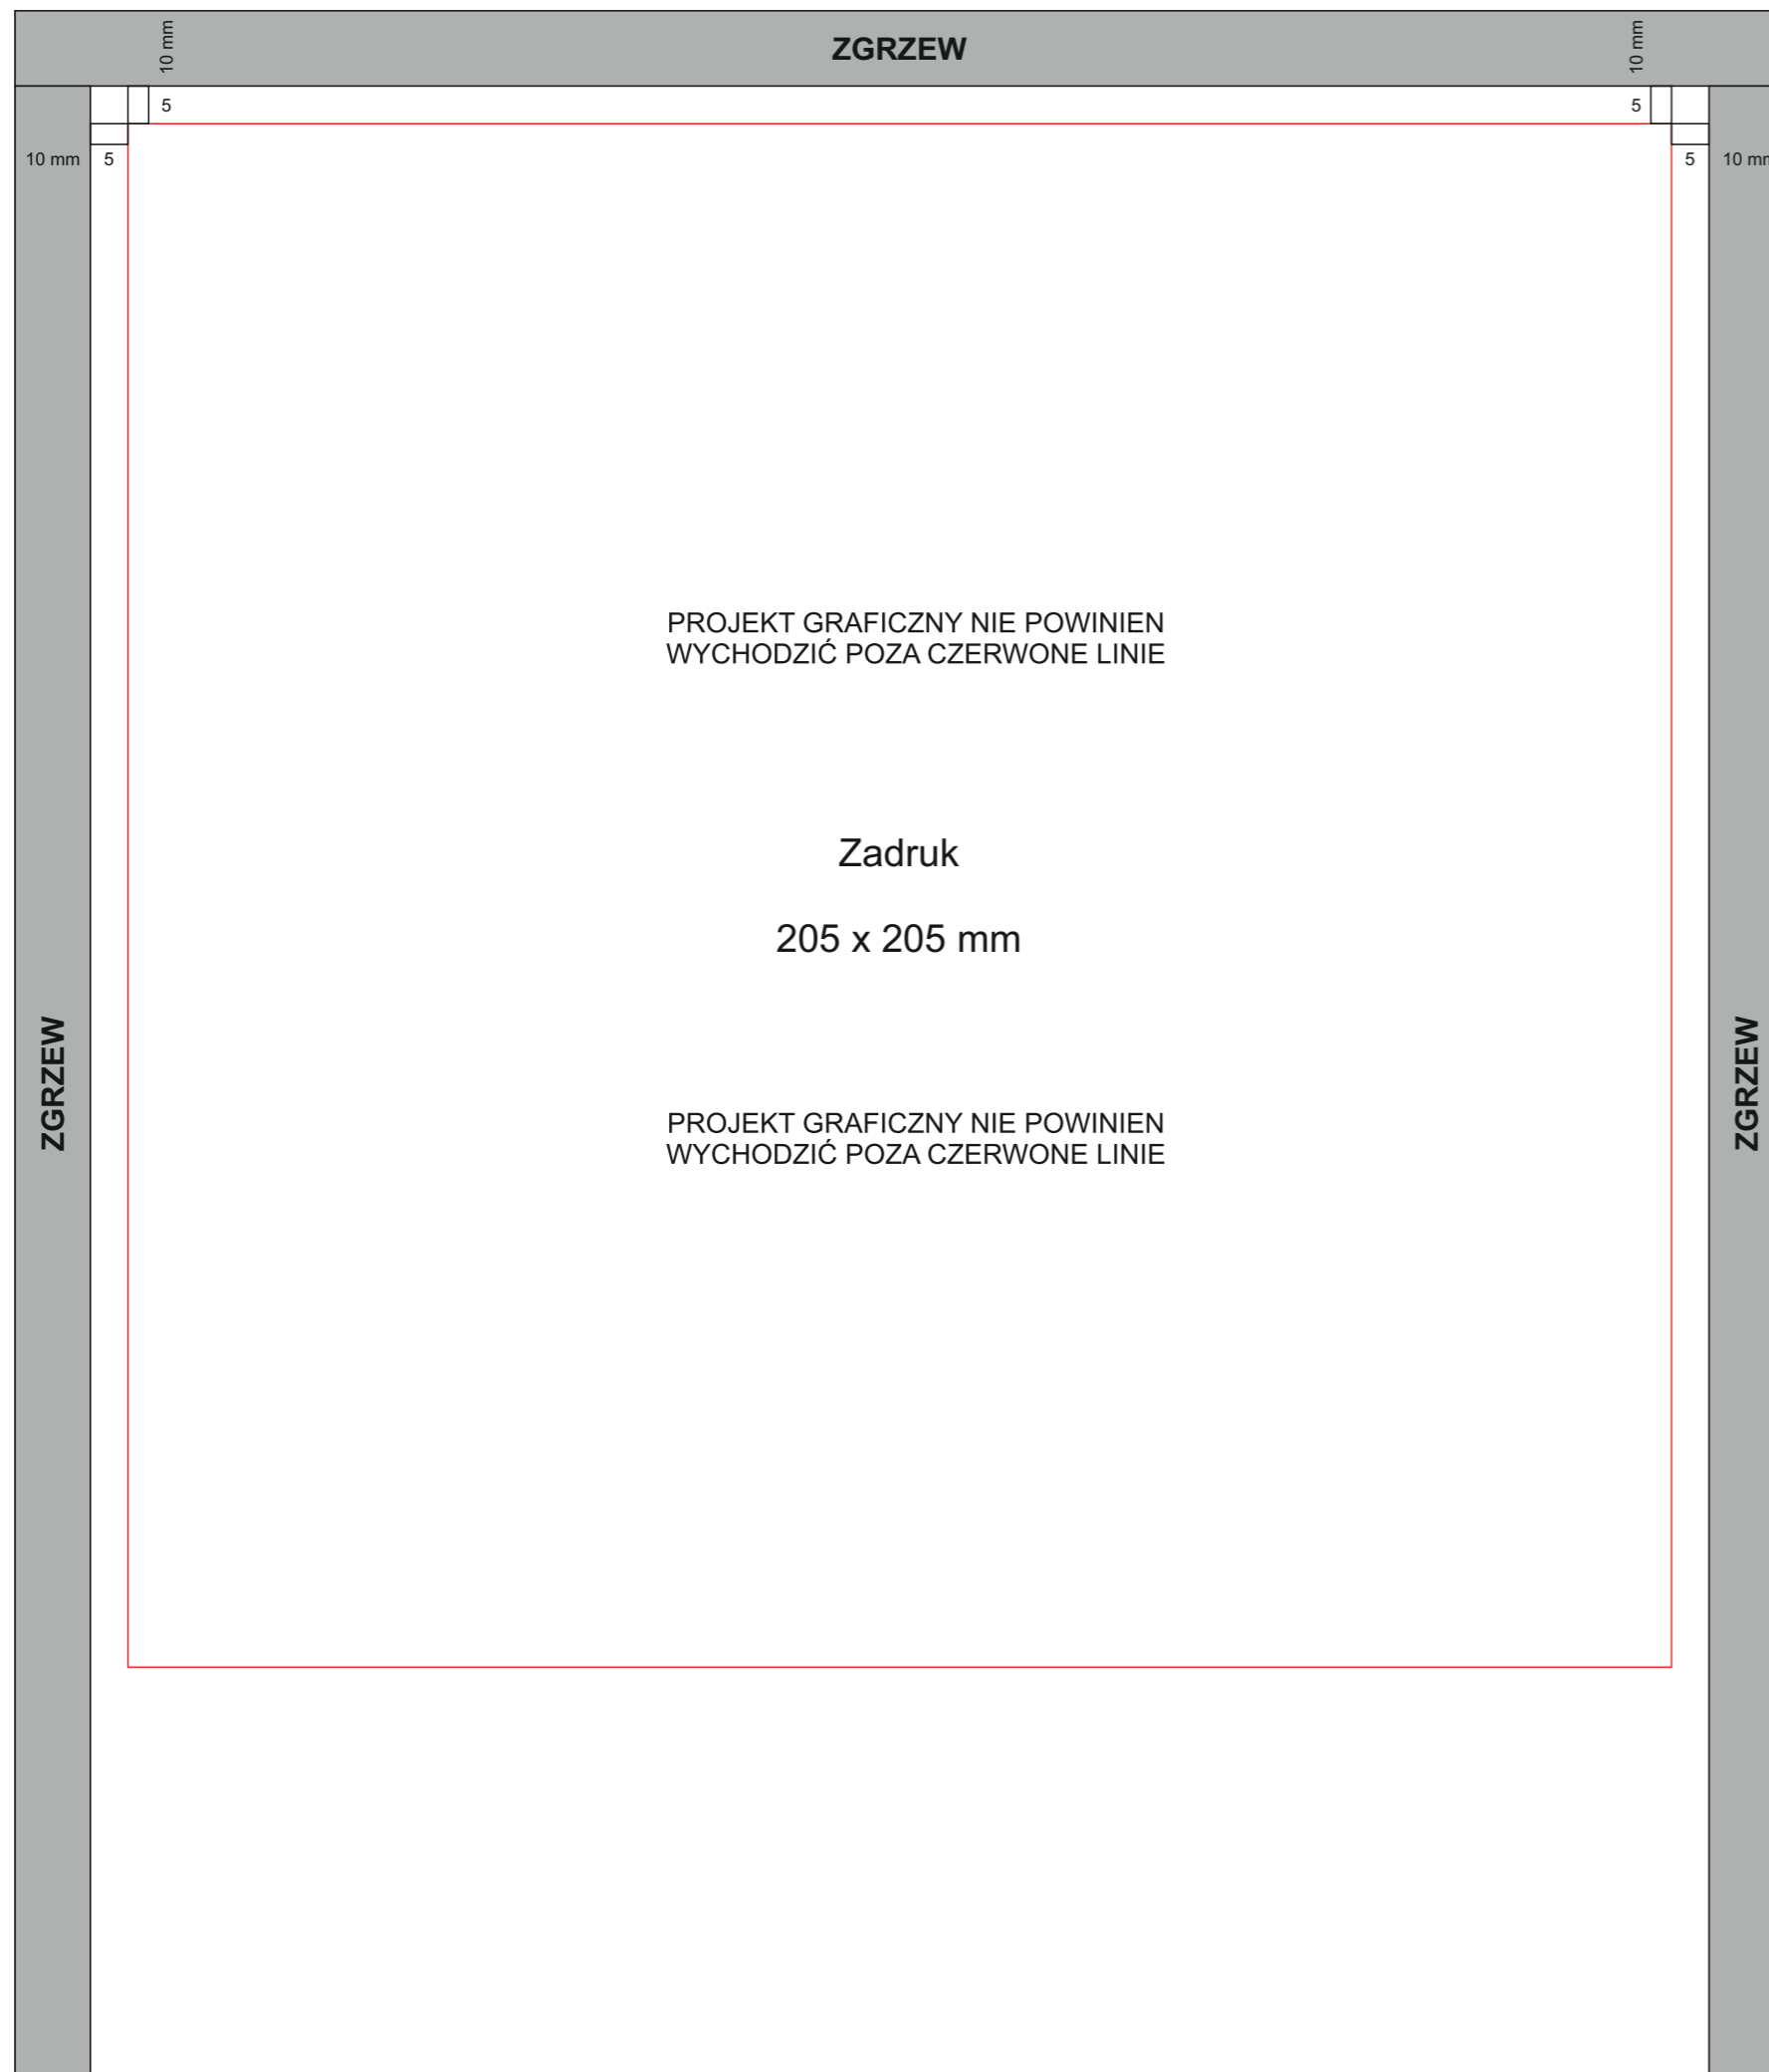 10 mm
ZGRZEW
10 mm
5
5
10 mm
5
5
10 mm
PROJEKT GRAFICZNY NIE POWINIEN
WYCHODZIĆ POZA CZERWONE LINIE
Zadruk
205 x 205 mm
ZGRZEW
ZGRZEW
PROJEKT GRAFICZNY NIE POWINIEN
WYCHODZIĆ POZA CZERWONE LINIE